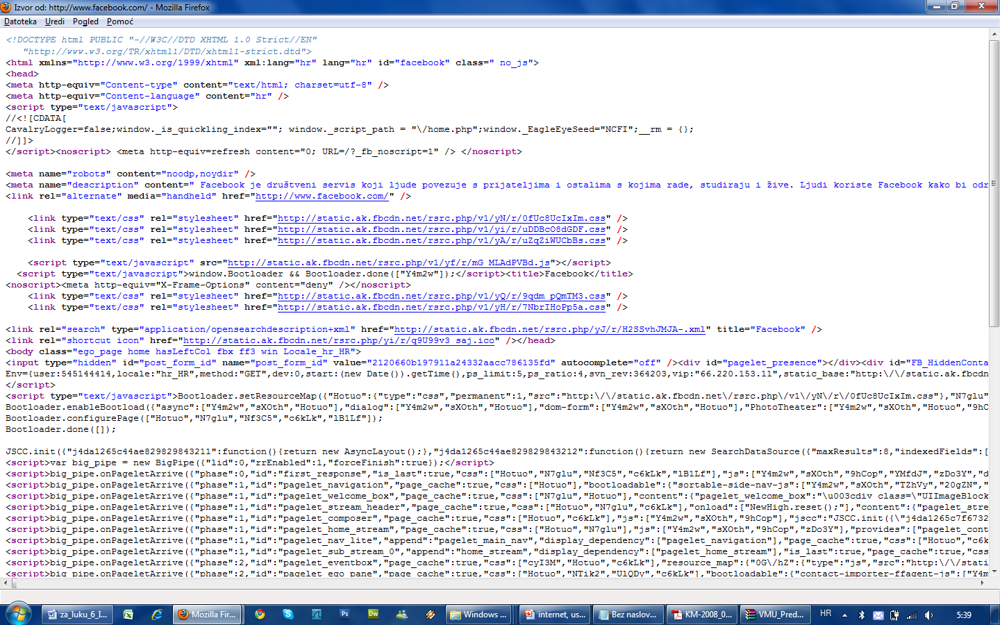 Izvor od: http://www.facebook.com/ - Mozilla Firefox
Datoteka Uredi Pogled Pomoć
<!DOCTYPE html PUBLIC "-//W3C//DTD XHTML 1.0 Strict//EN"
"http://www.w3.org/TR/xhtml1/DTD/xhtml1-strict.dtd">
<html xmlns="http://www.w3.org/1999/xhtml" xml:lang="hr" lang="hr" id="facebook" class=" no_js">
<head>
<meta http-equiv="Content-type" content="text/html; charset=utf-8" />
<meta http-equiv="Content-language" content="hr" />
<script type="text/javascript">
//<![CDATA[
CavalryLogger=false;window._is_quickling_index=""; window._script_path = "\/home.php";window._EagleEyeSeed="NCFI";__rm = {};
//]]>
</script><noscript> <meta http-equiv=refresh content="0; URL=/?_fb_noscript=1" /> </noscript>
<meta name="robots" content="noodp,noydir" />
<meta name="description" content=" Facebook je društveni servis koji ljude povezuje s prijateljima i ostalima s kojima rade, studiraju i žive. Ljudi koriste Facebook kako bi odr
<link rel="alternate" media="handheld" href="http://www.facebook.com/" />
<link type="text/css" rel="stylesheet" href="http://static.ak.fbcdn.net/rsrc.php/v1/yN/r/0fUc8UcIxIm.css" />
<link type="text/css" rel="stylesheet" href="http://static.ak.fbcdn.net/rsrc.php/v1/yi/r/uDDBcO8dGDF.css" />
<link type="text/css" rel="stylesheet" href="http://static.ak.fbcdn.net/rsrc.php/v1/yA/r/uZqZiWUCbBs.css" />
<script type="text/javascript" src="http://static.ak.fbcdn.net/rsrc.php/v1/yf/r/mG_MLAdPVBd.js"></script>
<script type="text/javascript">window.Bootloader && Bootloader.done(["Y4m2w"]);</script><title>Facebook</title>
<noscript><meta http-equiv="X-Frame-Options" content="deny" /></noscript>
<link type="text/css" rel="stylesheet" href="http://static.ak.fbcdn.net/rsrc.php/v1/yQ/r/9qdm_pQmTM3.css" />
<link type="text/css" rel="stylesheet" href="http://static.ak.fbcdn.net/rsrc.php/v1/yH/r/7NbrIHoPp5a.css" />
<link rel="search" type="application/opensearchdescription+xml" href="http://static.ak.fbcdn.net/rsrc.php/yJ/r/H2SSvhJMJA-.xml" title="Facebook" />
<link rel="shortcut icon" href="http://static.ak.fbcdn.net/rsrc.php/yi/r/q9U99v3_saj.ico" /></head>
<body class="ego_page home hasLeftCol fbx ff3 win Locale_hr_HR">
<input type="hidden" id="post_form_id" name="post_form_id" value="2120660b197911a24332aacc786135fd" autocomplete="off" /><div id="pagelet_presence"></div><div id="FB_HiddenConta
Env={user:545144414,locale:"hr_HR",method:"GET",dev:0,start:(new Date()).getTime(),ps_limit:5,ps_ratio:4,svn_rev:364203,vip:"66.220.153.11",static_base:"http:\/\/static.ak.fbcdn
</script>
<script type="text/javascript">Bootloader.setResourceMap({"Hotuo":{"type":"css","permanent":1,"src":"http:\/\/static.ak.fbcdn.net\/rsrc.php\/v1\/yN\/r\/0fUc8UcIxIm.css"},"N7glu"
Bootloader.enableBootload({"async":["Y4m2w","sXOth","Hotuo"],"dialog":["Y4m2w","sXOth","Hotuo"],"dom-form":["Y4m2w","sXOth","Hotuo"],"PhotoTheater":["Y4m2w","sXOth","Hotuo","9hC
Bootloader.configurePage(["Hotuo","N7glu","Nf3C5","c6kLk","lB1Lf"]);
Bootloader.done([]);
JSCC.init({"j4da1265c44ae829829843211":function(){return new AsyncLayout();},"j4da1265c44ae829829843212":function(){return new SearchDataSource({"maxResults":8,"indexedFields":[
<script>var big_pipe = new BigPipe({"lid":0,"rrEnabled":1,"forceFinish":true});</script>
<script>big_pipe.onPageletArrive({"phase":0,"id":"first_response","is_last":true,"css":["Hotuo","N7glu","Nf3C5","c6kLk","lB1Lf"],"js":["Y4m2w","sXOth","9hCop","YMfdJ","zDo3Y","d
<script>big_pipe.onPageletArrive({"phase":1,"id":"pagelet_navigation","page_cache":true,"css":["Hotuo"],"bootloadable":{"sortable-side-nav-js":["Y4m2w","sXOth","TZhVy","20gZN","
<script>big_pipe.onPageletArrive({"phase":1,"id":"pagelet_welcome_box","page_cache":true,"css":["N7glu","Hotuo"],"content":{"pagelet_welcome_box":"\u003cdiv class=\"UIImageBlock
<script>big_pipe.onPageletArrive({"phase":1,"id":"pagelet_stream_header","page_cache":true,"css":["Hotuo","N7glu","c6kLk"],"onload":["NewHigh.reset();"],"content":{"pagelet_stre
<script>big_pipe.onPageletArrive({"phase":1,"id":"pagelet_composer","page_cache":true,"css":["Hotuo","c6kLk"],"js":["Y4m2w","sXOth","9hCop"],"jscc":"JSCC.init({\"j4da1265c7f6732
<script>big_pipe.onPageletArrive({"phase":1,"id":"pagelet_home_stream","page_cache":true,"css":["Hotuo","N7glu"],"js":["Y4m2w","sXOth","9hCop","zDo3Y"],"provides":["pagelet_cont
<script>big_pipe.onPageletArrive({"phase":1,"id":"pagelet_nav_lite","append":"pagelet_main_nav","display_dependency":["pagelet_navigation"],"page_cache":true,"css":["Hotuo","c6k
<script>big_pipe.onPageletArrive({"phase":1,"id":"pagelet_sub_stream_0","append":"home_stream","display_dependency":["pagelet_home_stream"],"is_last":true,"page_cache":true,"css
<script>big_pipe.onPageletArrive({"phase":2,"id":"pagelet_eventbox","page_cache":true,"css":["cyI3M","Hotuo","c6kLk"],"resource_map":{"0G\/hZ":{"type":"js","src":"http:\/\/stati
<script>big_pipe.onPageletArrive({"phase":2,"id":"pagelet_ego_pane","page_cache":true,"css":["Hotuo","NTik2","UlQDv","c6kLk"],"bootloadable":{"contact-importer-ffagent-js":["Y4m
za_luku_6_I... Mozilla Fir... Ps Dw Windows ... internet, us... Bez naslov... KM-2008_0... VMU_Pred... HR 5:39